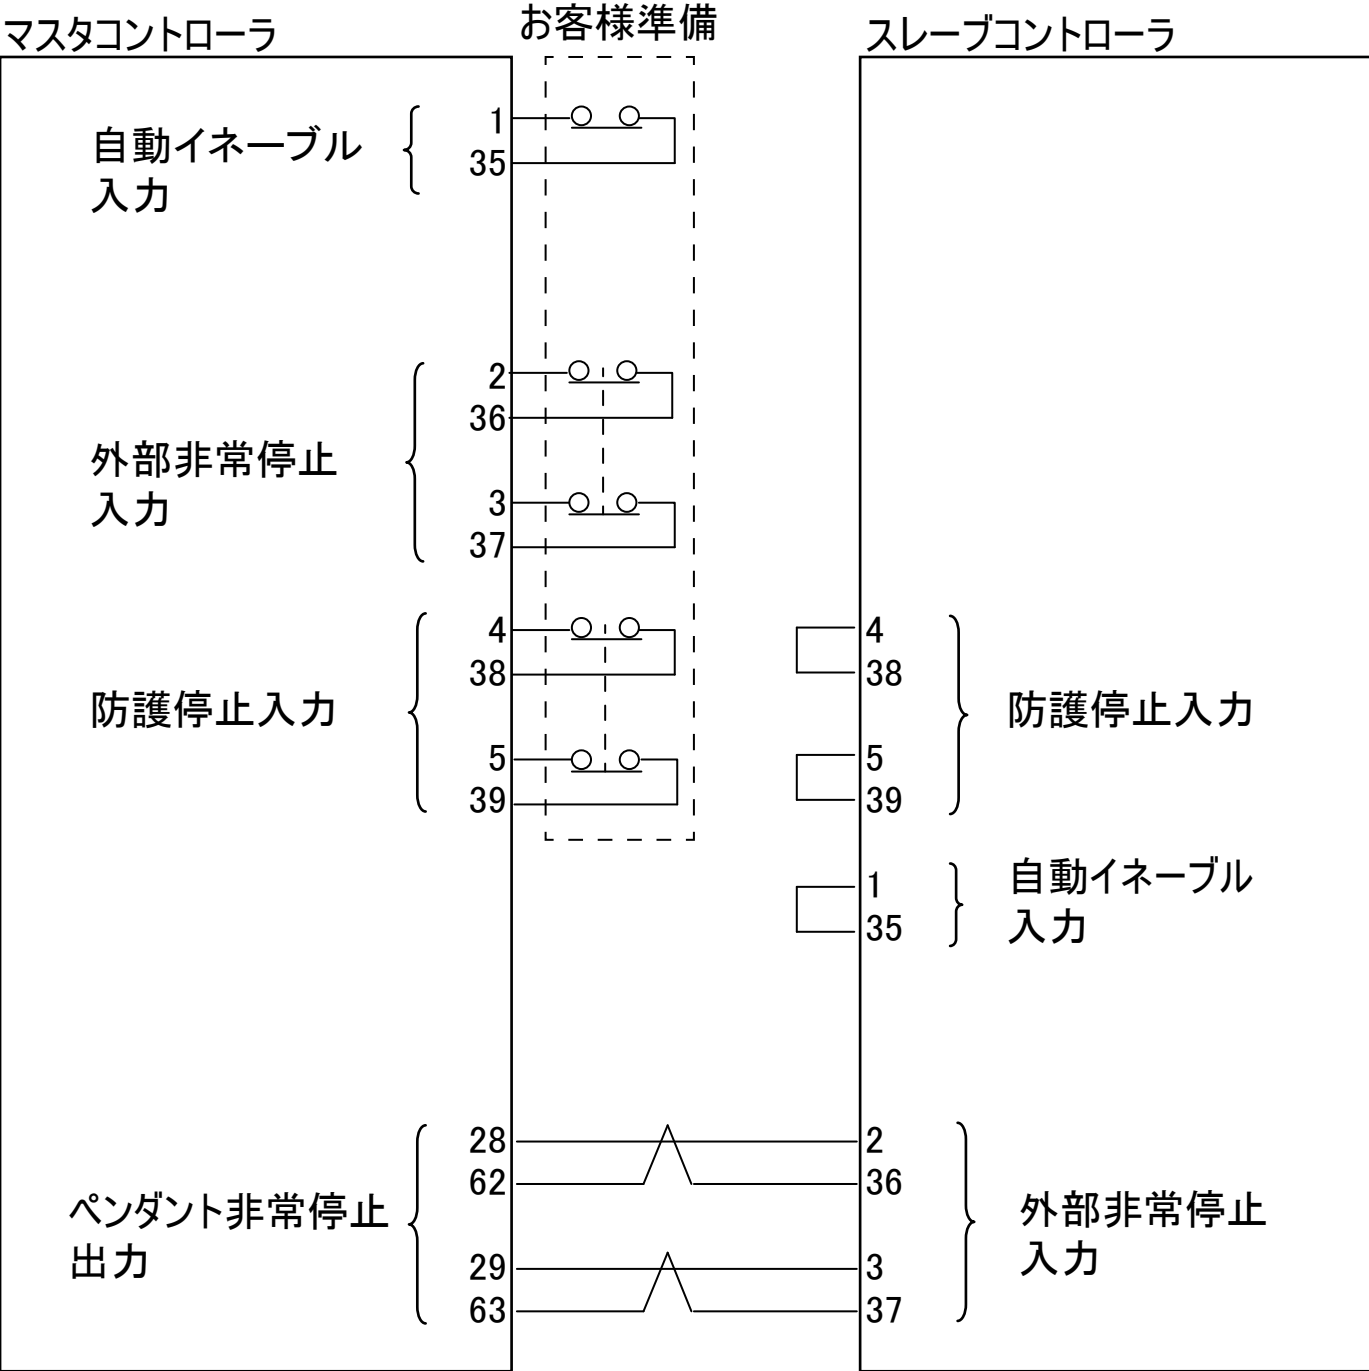 マスタコントローラ
お客様準備
スレーブコントローラ
自動イネーブル
入力
1
35
外部非常停止
入力
2
36
3
37
防護停止入力
4
38
5
39
4
38
5
39
防護停止入力
1
35
自動イネーブル
入力
ペンダント非常停止
出力
28
62
29
63
2
36
3
37
外部非常停止
入力